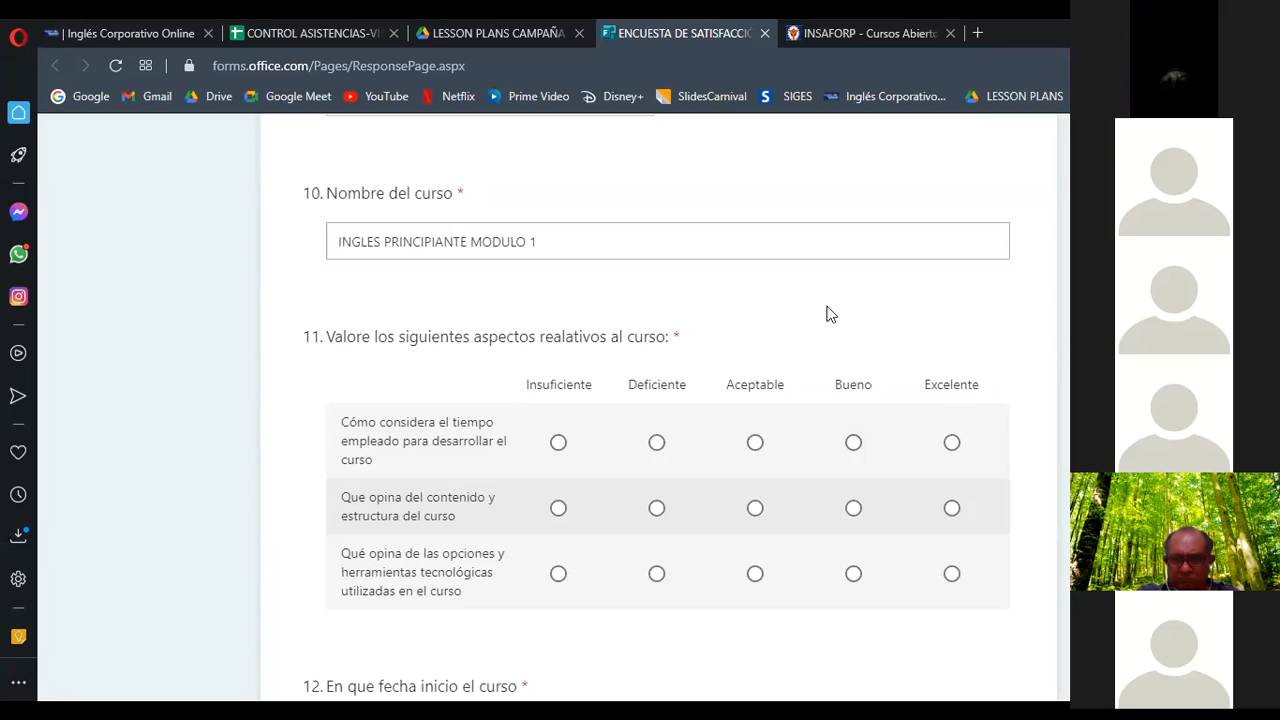 Inglés Corporativo Online
CONTROL ASISTENCIAS-VI
LESSON PLANS CAMPAÑA
ENCUESTA DE SATISFACCIÓ
INSAFORP - Cursos Abierto
forms.office.com/Pages/ResponsePage.aspx
Google
Gmail
Drive
Google Meet
YouTube
Netflix
Prime Video
Disney+
SlidesCarnival
SIGES
Inglés Corporativo...
LESSON PLANS
10. Nombre del curso *
INGLES PRINCIPIANTE MODULO 1
11. Valore los siguientes aspectos realativos al curso: *
Insuficiente Deficiente Aceptable Bueno Excelente
Cómo considera el tiempo
empleado para desarrollar el
curso
Que opina del contenido y
estructura del curso
Qué opina de las opciones y
herramientas tecnológicas
utilizadas en el curso
12. En que fecha inicio el curso *